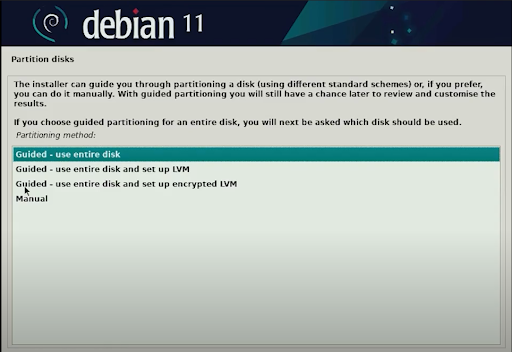 debian 11
Partition disks
The installer can guide you through partitioning a disk (using different standard schemes) or, if you prefer,
you can do it manually. With guided partitioning you will still have a chance later to review and customise the
results.
If you choose guided partitioning for an entire disk, you will next be asked which disk should be used.
Partitioning method:
Guided - use entire disk
Guided - use entire disk and set up LVM
Guided - use entire disk and set up encrypted LVM
Manual